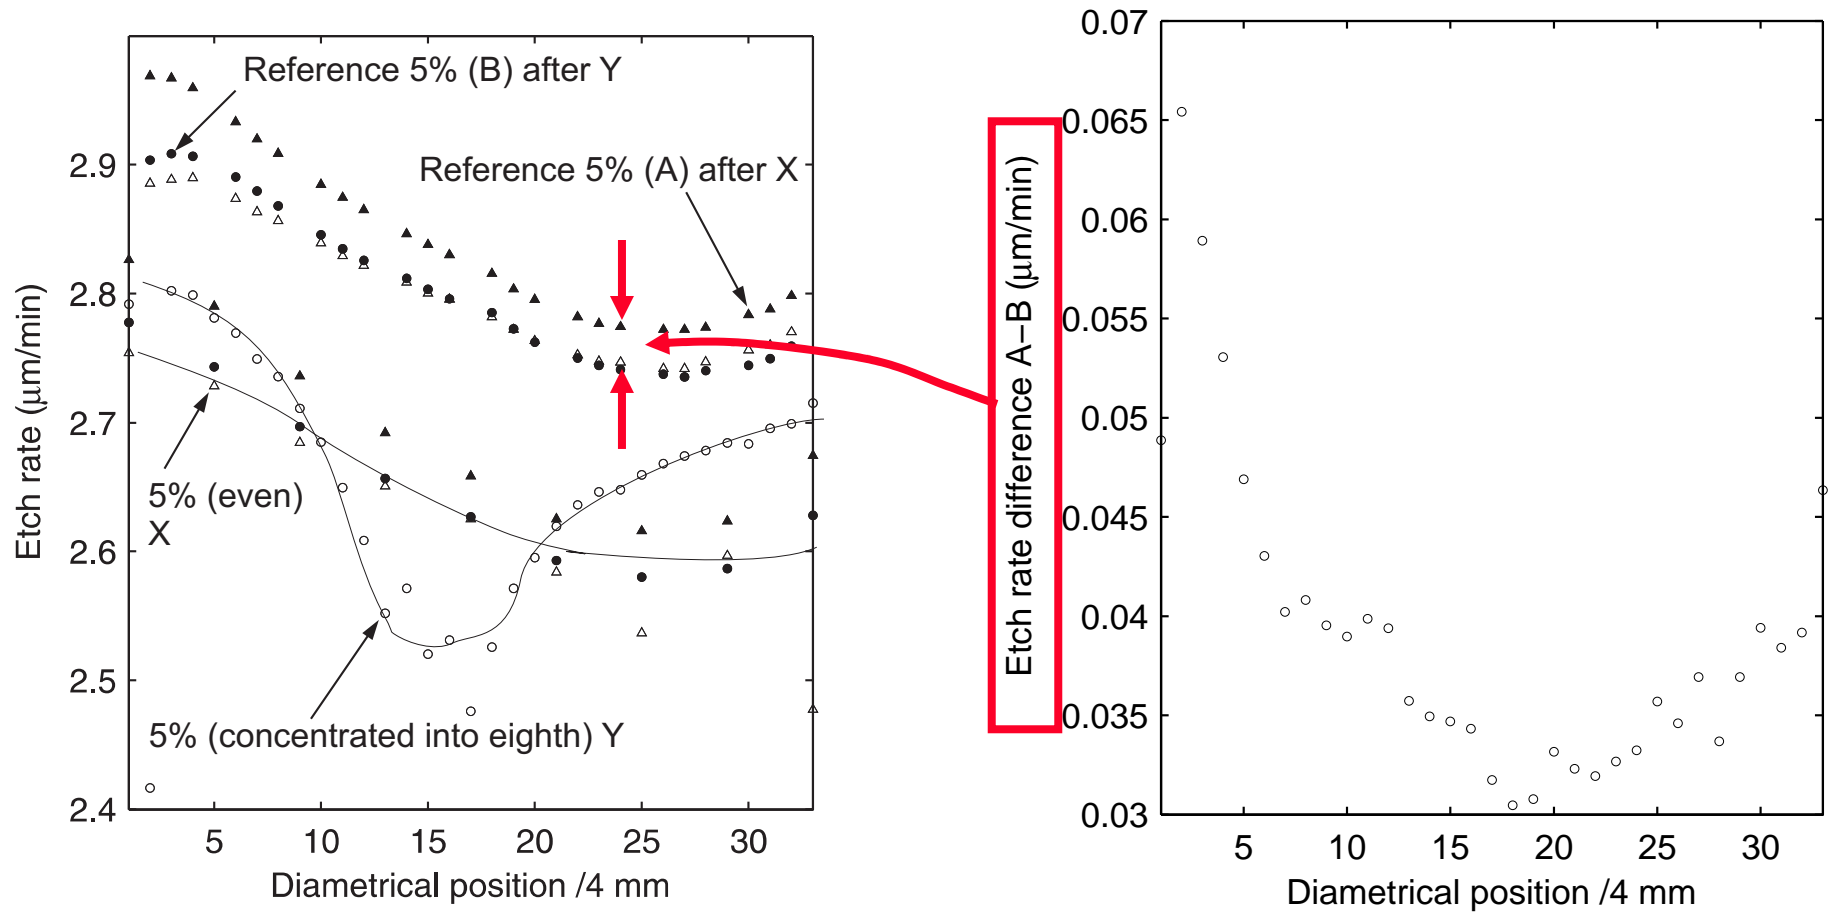 Reference 5% (B) after Y
Reference 5% (A) after X
5% (even)
X
5% (concentrated into eighth) Y
Etch rate (μm/min)
2.9
2.8
2.7
2.6
2.5
2.4
5 10 15 20 25 30
Diametrical position /4 mm
Etch rate difference A–B (μm/min)
0.07
0.065
0.06
0.055
0.05
0.045
0.04
0.035
0.03
5 10 15 20 25 30
Diametrical position /4 mm